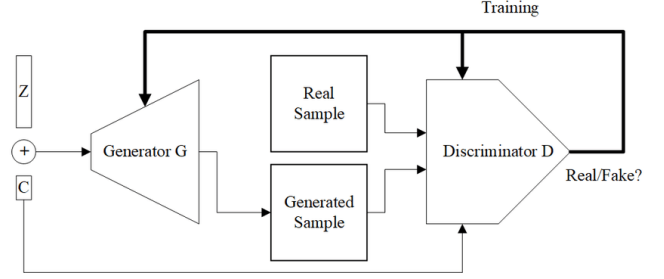 Training
Z
+
C
Generator G
Real
Sample
Generated
Sample
Discriminator D
Real/Fake?